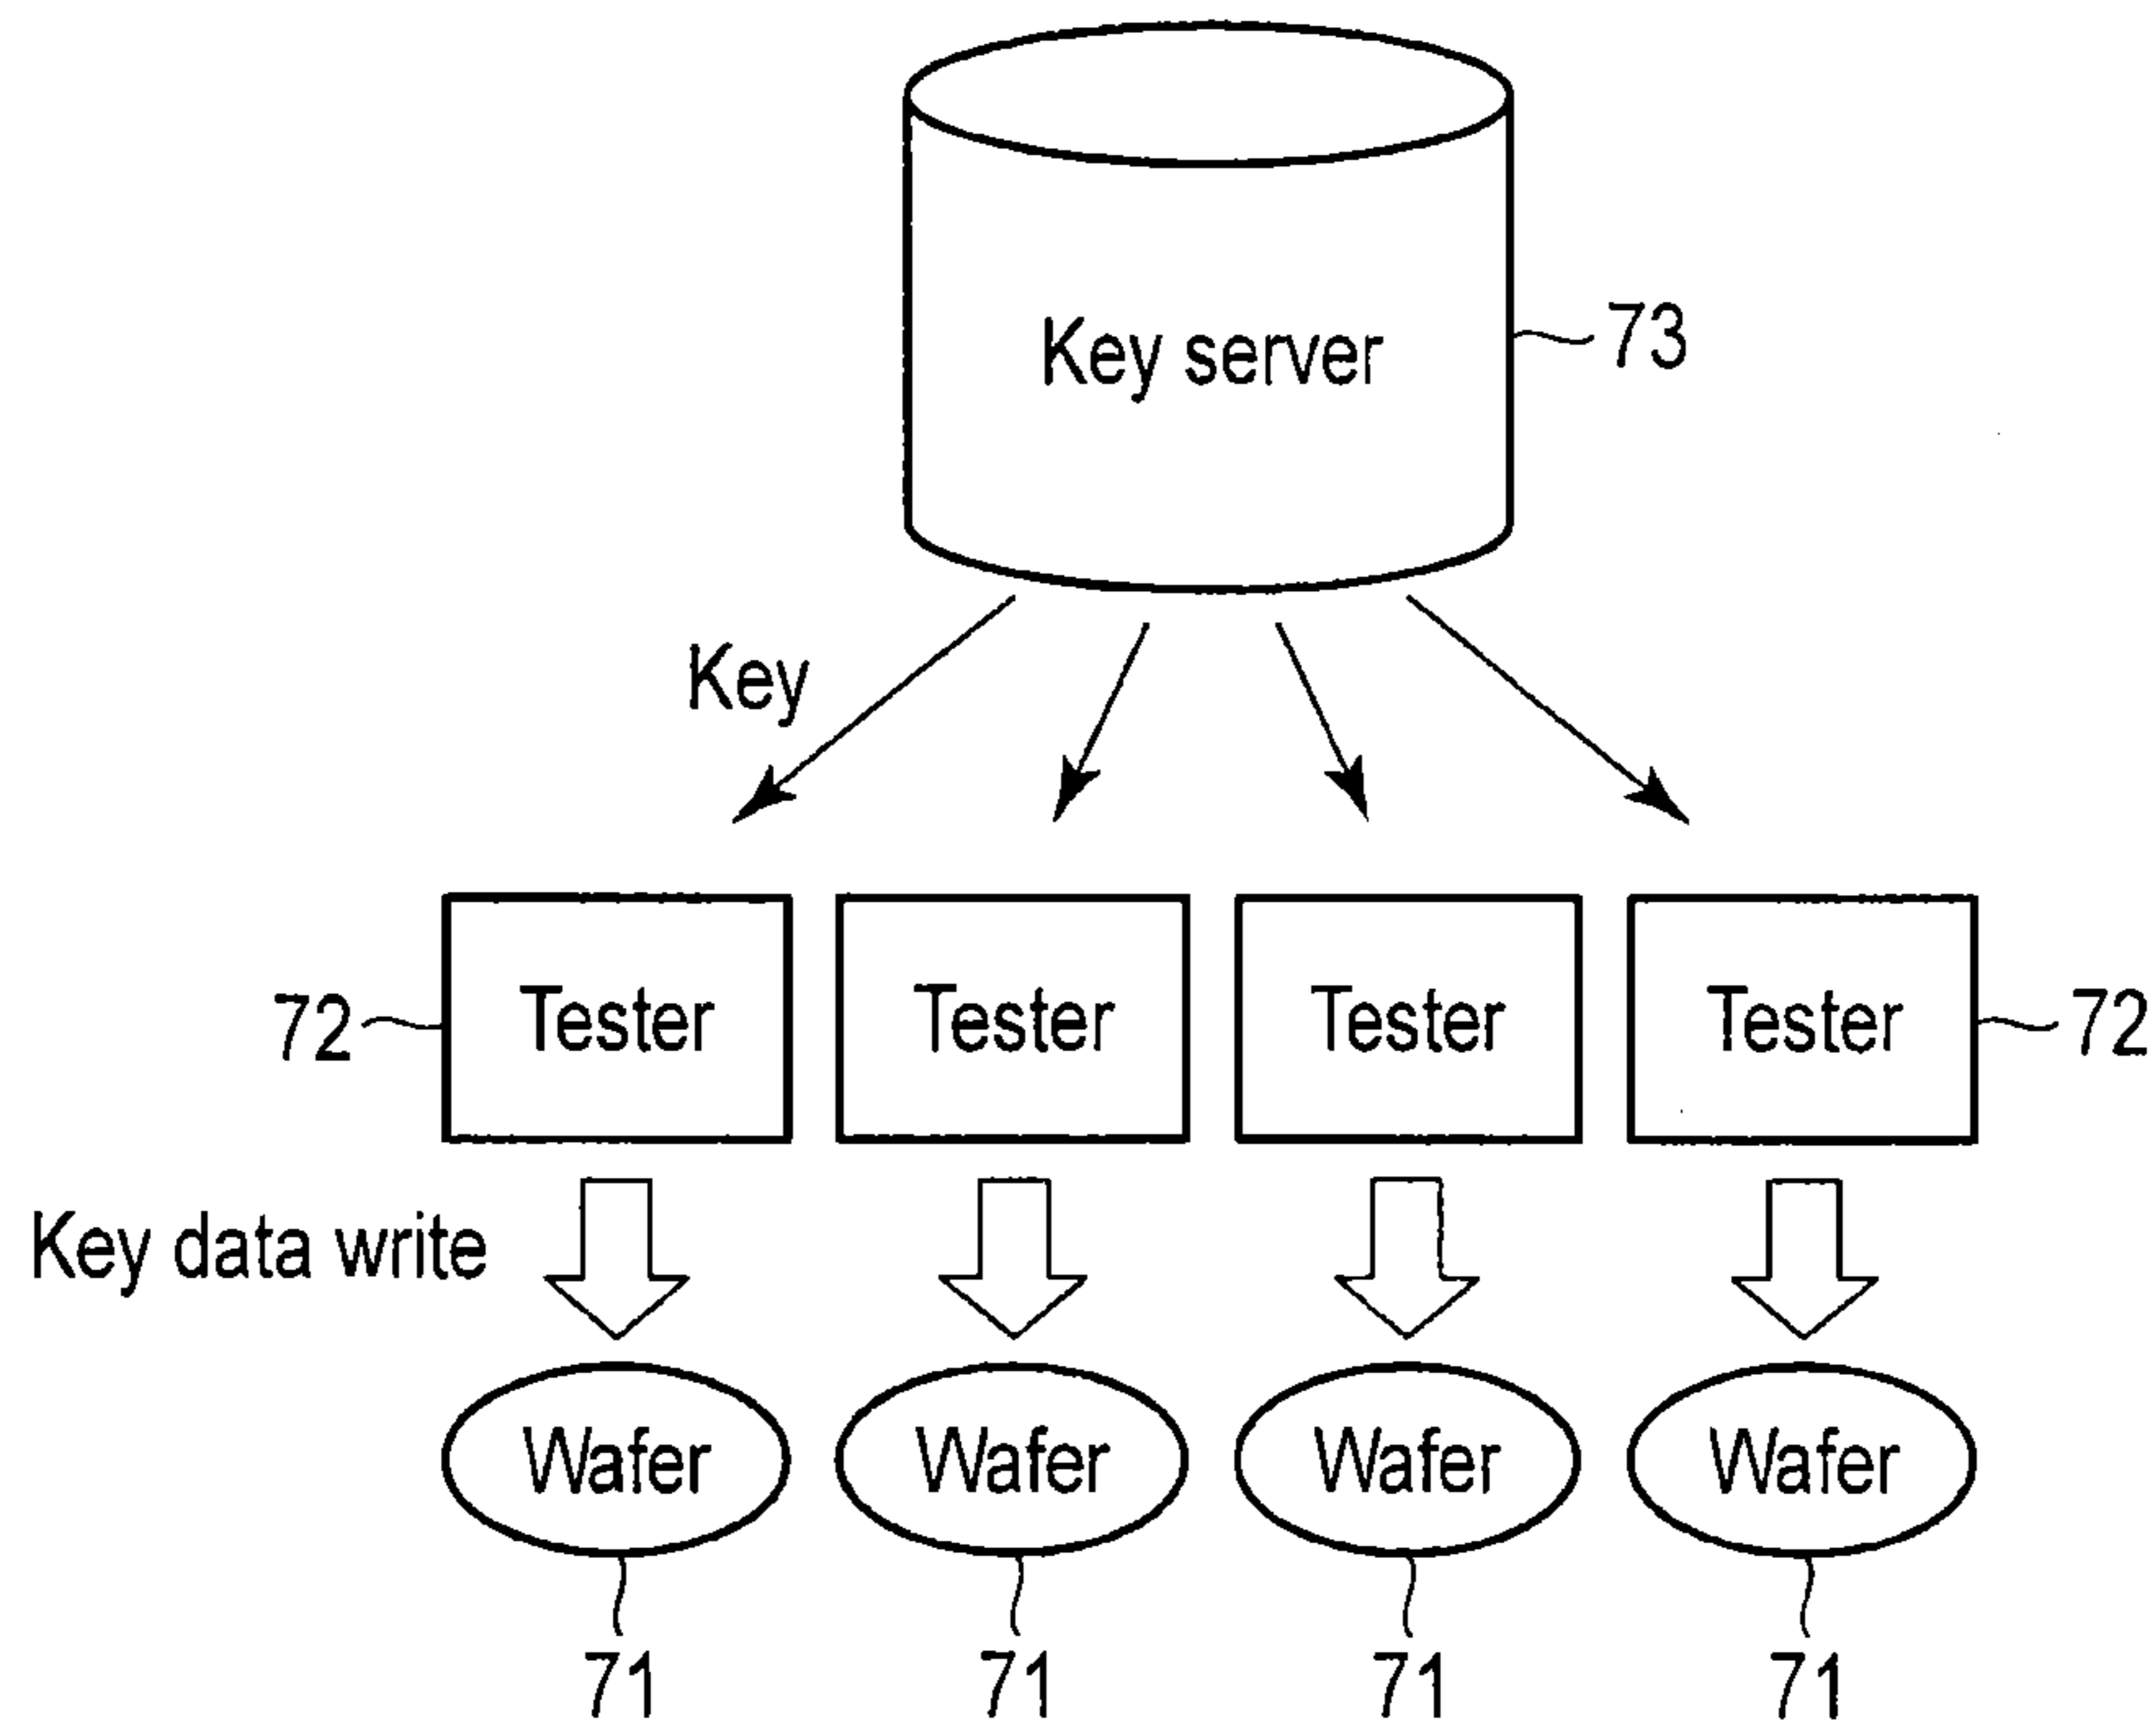 Key server 73
Key
72 Tester Tester Tester Tester 72
Key data write
Wafer Wafer Wafer Wafer
71 71 71 71